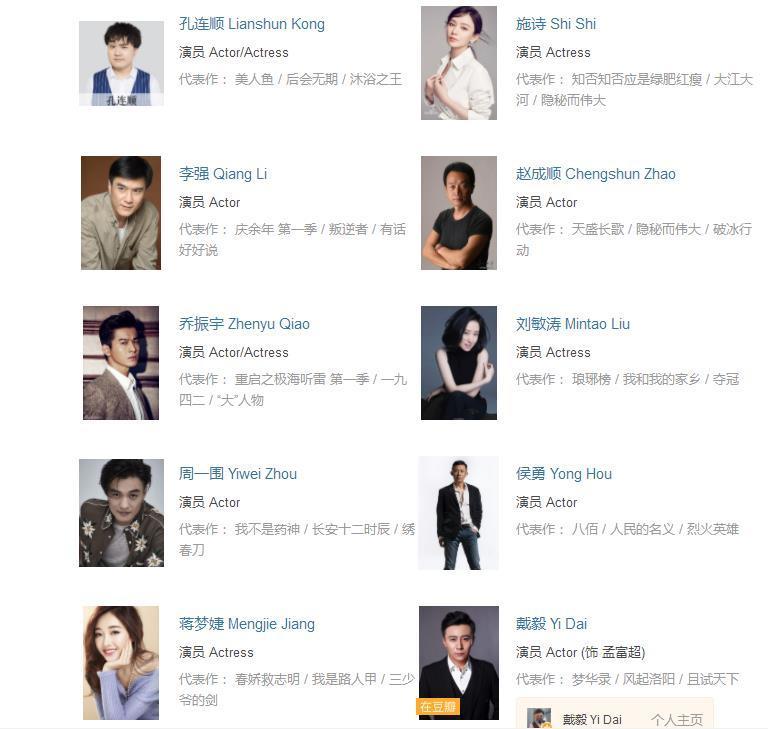 孔连顺 Lianshun Kong
演员 Actor/Actress
代表作： 美人鱼 / 后会无期 / 沐浴之王
孔连顺
施诗 Shi Shi
演员 Actress
代表作： 知否知否应是绿肥红瘦 / 大江大
河 / 隐秘而伟大
李强 Qiang Li
演员 Actor
代表作： 庆余年 第一季 / 叛逆者 / 有话
好好说
赵成顺 Chengshun Zhao
演员 Actor
代表作： 天盛长歌 / 隐秘而伟大 / 破冰行
动
乔振宇 Zhenyu Qiao
演员 Actor/Actress
代表作： 重启之极海听雷 第一季 / 一九
四二 / “大”人物
刘敏涛 Mintao Liu
演员 Actress
代表作： 琅琊榜 / 我和我的家乡 / 夺冠
周一围 Yiwei Zhou
演员 Actor
代表作： 我不是药神 / 长安十二时辰 / 绣
春刀
侯勇 Yong Hou
演员 Actor
代表作： 八佰 / 人民的名义 / 烈火英雄
蒋梦婕 Mengjie Jiang
演员 Actress
代表作： 春娇救志明 / 我是路人甲 / 三少
爷的剑
戴毅 Yi Dai
演员 Actor (饰 孟富超)
代表作： 梦华录 / 风起洛阳 / 且试天下
在豆瓣
戴毅 Yi Dai 个人主页